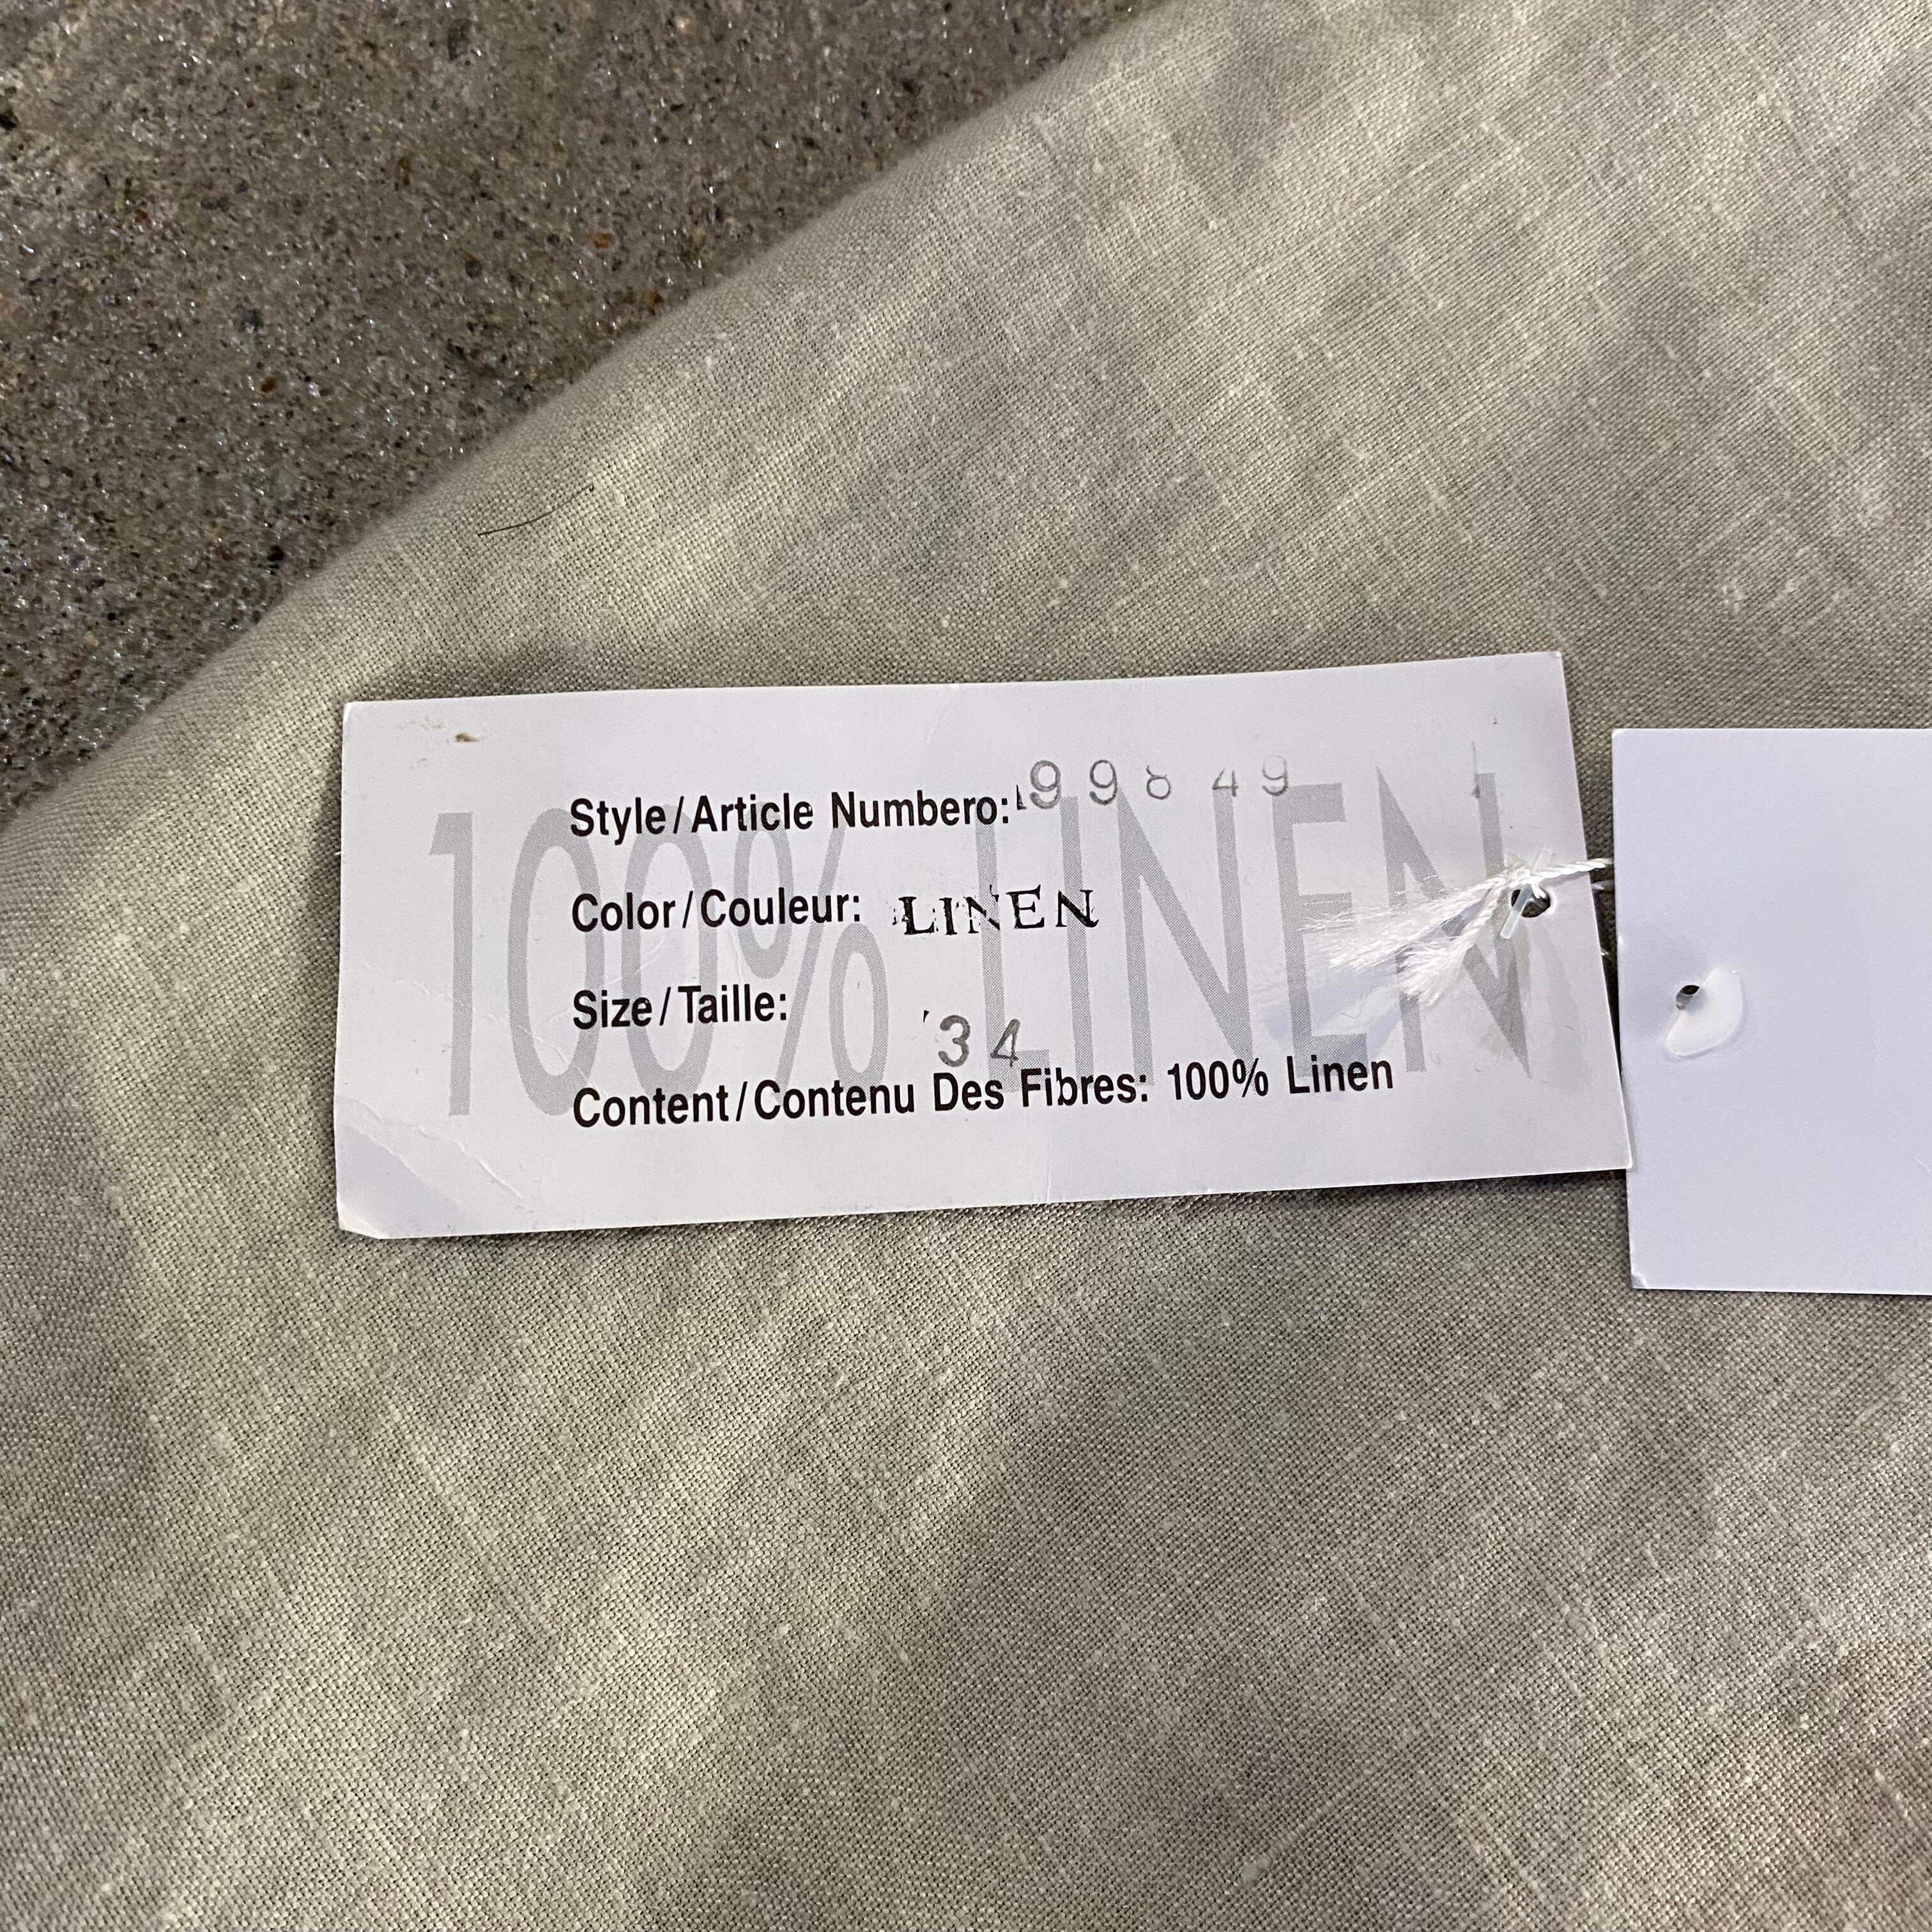 100% LINEN
Style/Article Numbero: 99849
Color/Couleur: LINEN
Size/Taille: 34
Content/Contenu Des Fibres: 100% Linen